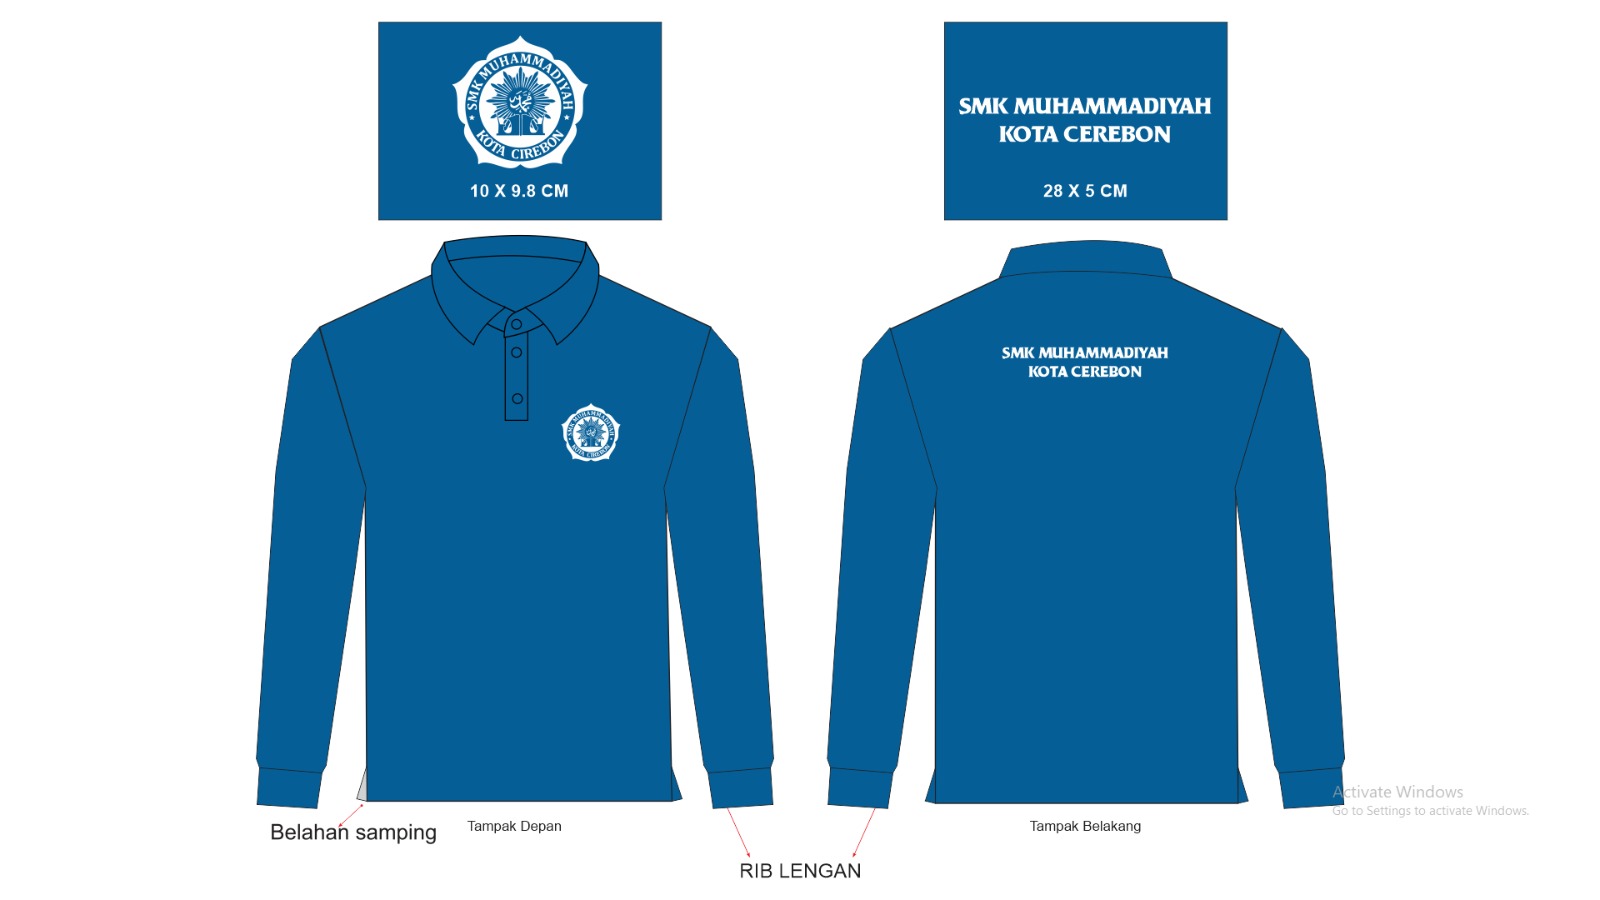 SMK MUHAMMADIYAH
KOTA CIREBON
10 X 9.8 CM
SMK MUHAMMADIYAH
KOTA CEREBON
28 X 5 CM
SMK MUHAMMADIYAH
KOTA CIREBON
SMK MUHAMMADIYAH
KOTA CEREBON
Belahan samping
Tampak Depan
Tampak Belakang
RIB LENGAN
Activate Windows
Go to Settings to activate Windows.